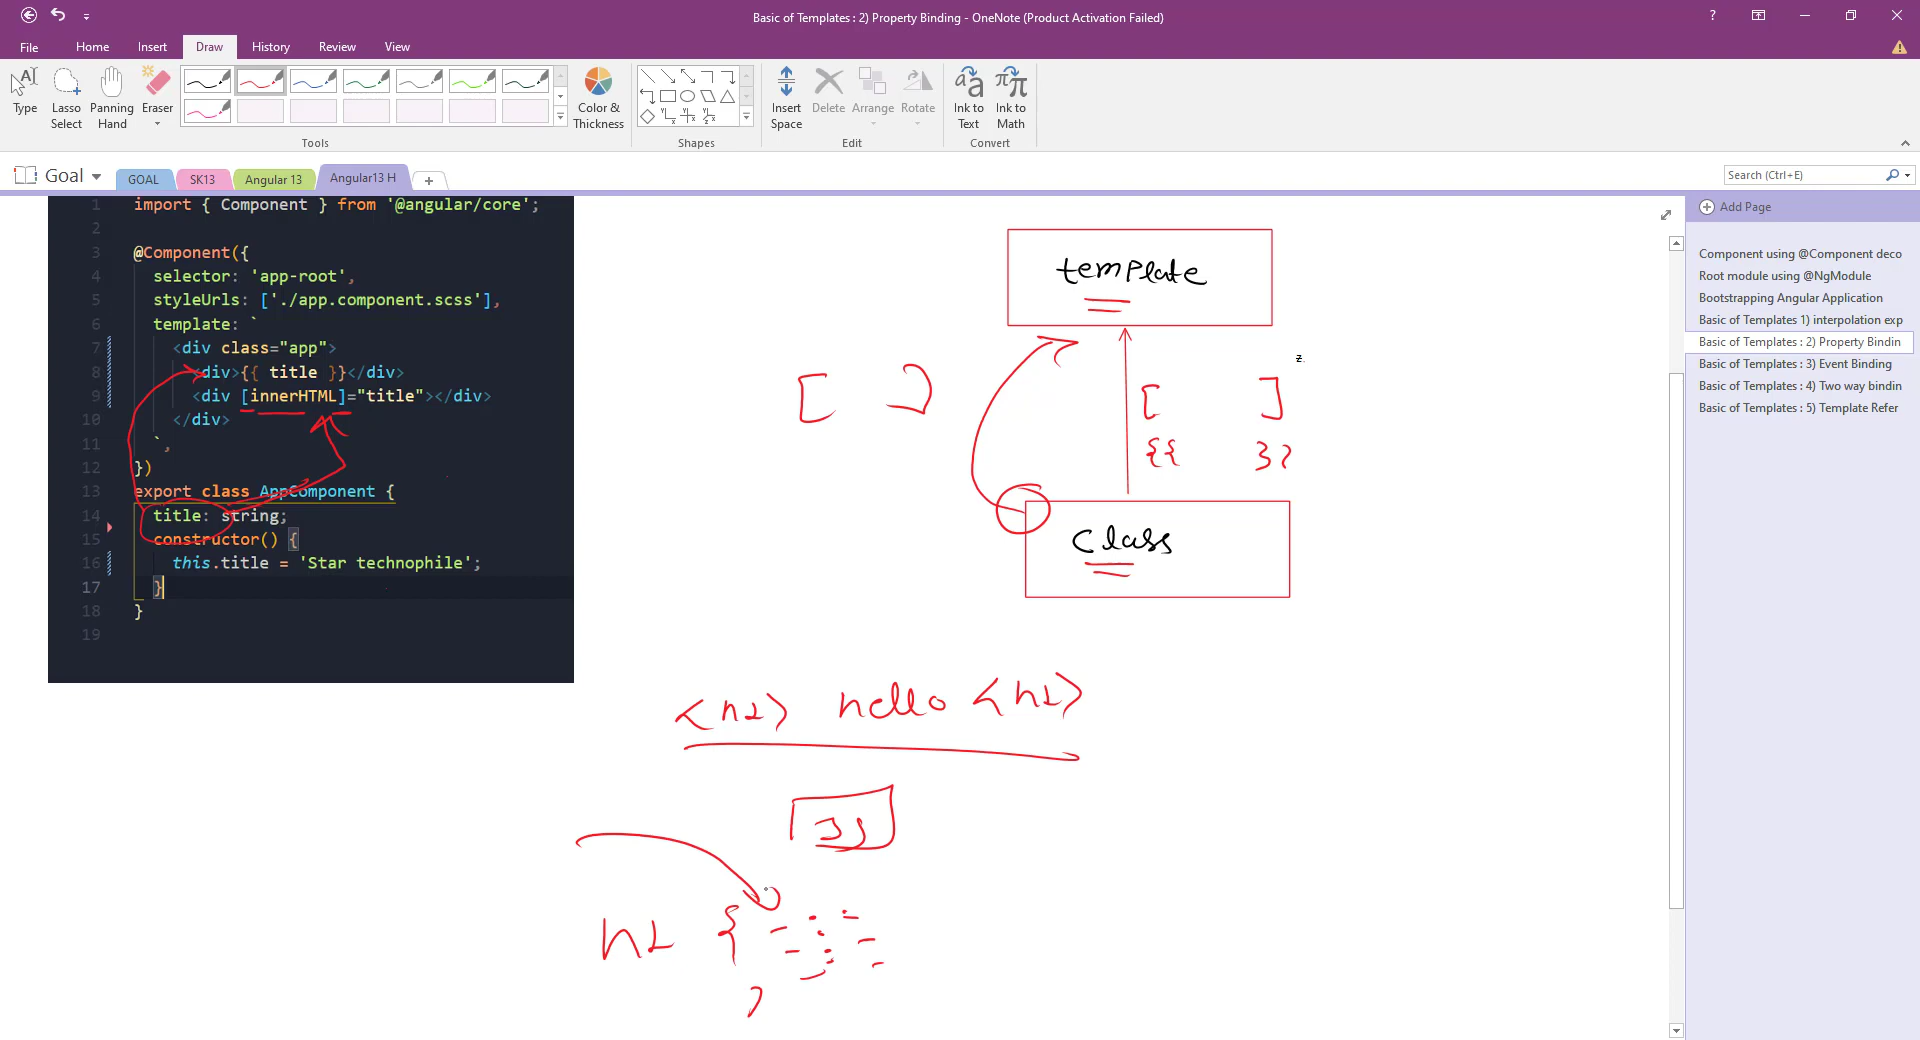 Basic of Templates : 2) Property Binding - OneNote (Product Activation Failed)
File Home Insert Draw History Review View
Type
Lasso Select
Panning Hand
Eraser
Color & Thickness
Insert Space
Delete
Arrange
Rotate
Ink to Text
Ink to Math
Tools
Shapes
Edit
Convert
Goal
GOAL
SK13
Angular 13
Angular13 H
Search (Ctrl+E)
Add Page
Component using @Component deco
Root module using @NgModule
Bootstrapping Angular Application
Basic of Templates 1) interpolation exp
Basic of Templates : 2) Property Bindin
Basic of Templates : 3) Event Binding
Basic of Templates : 4) Two way bindin
Basic of Templates : 5) Template Refer
1 import { Component } from '@angular/core';
2
3 @Component({
4 selector: 'app-root',
5 styleUrls: ['./app.component.scss'],
6 template: `
7 <div class="app">
8 <div>{{ title }}</div>
9 <div [innerHTML]="title"></div>
10 </div>
11 `,
12 })
13 export class AppComponent {
14 title: string;
15 constructor() {
16 this.title = 'Star technophile';
17 }
18 }
19
template
z.
[ ]
[ ]
{{ }}
class
<h1> hello <h1>
JS
h1 {
}